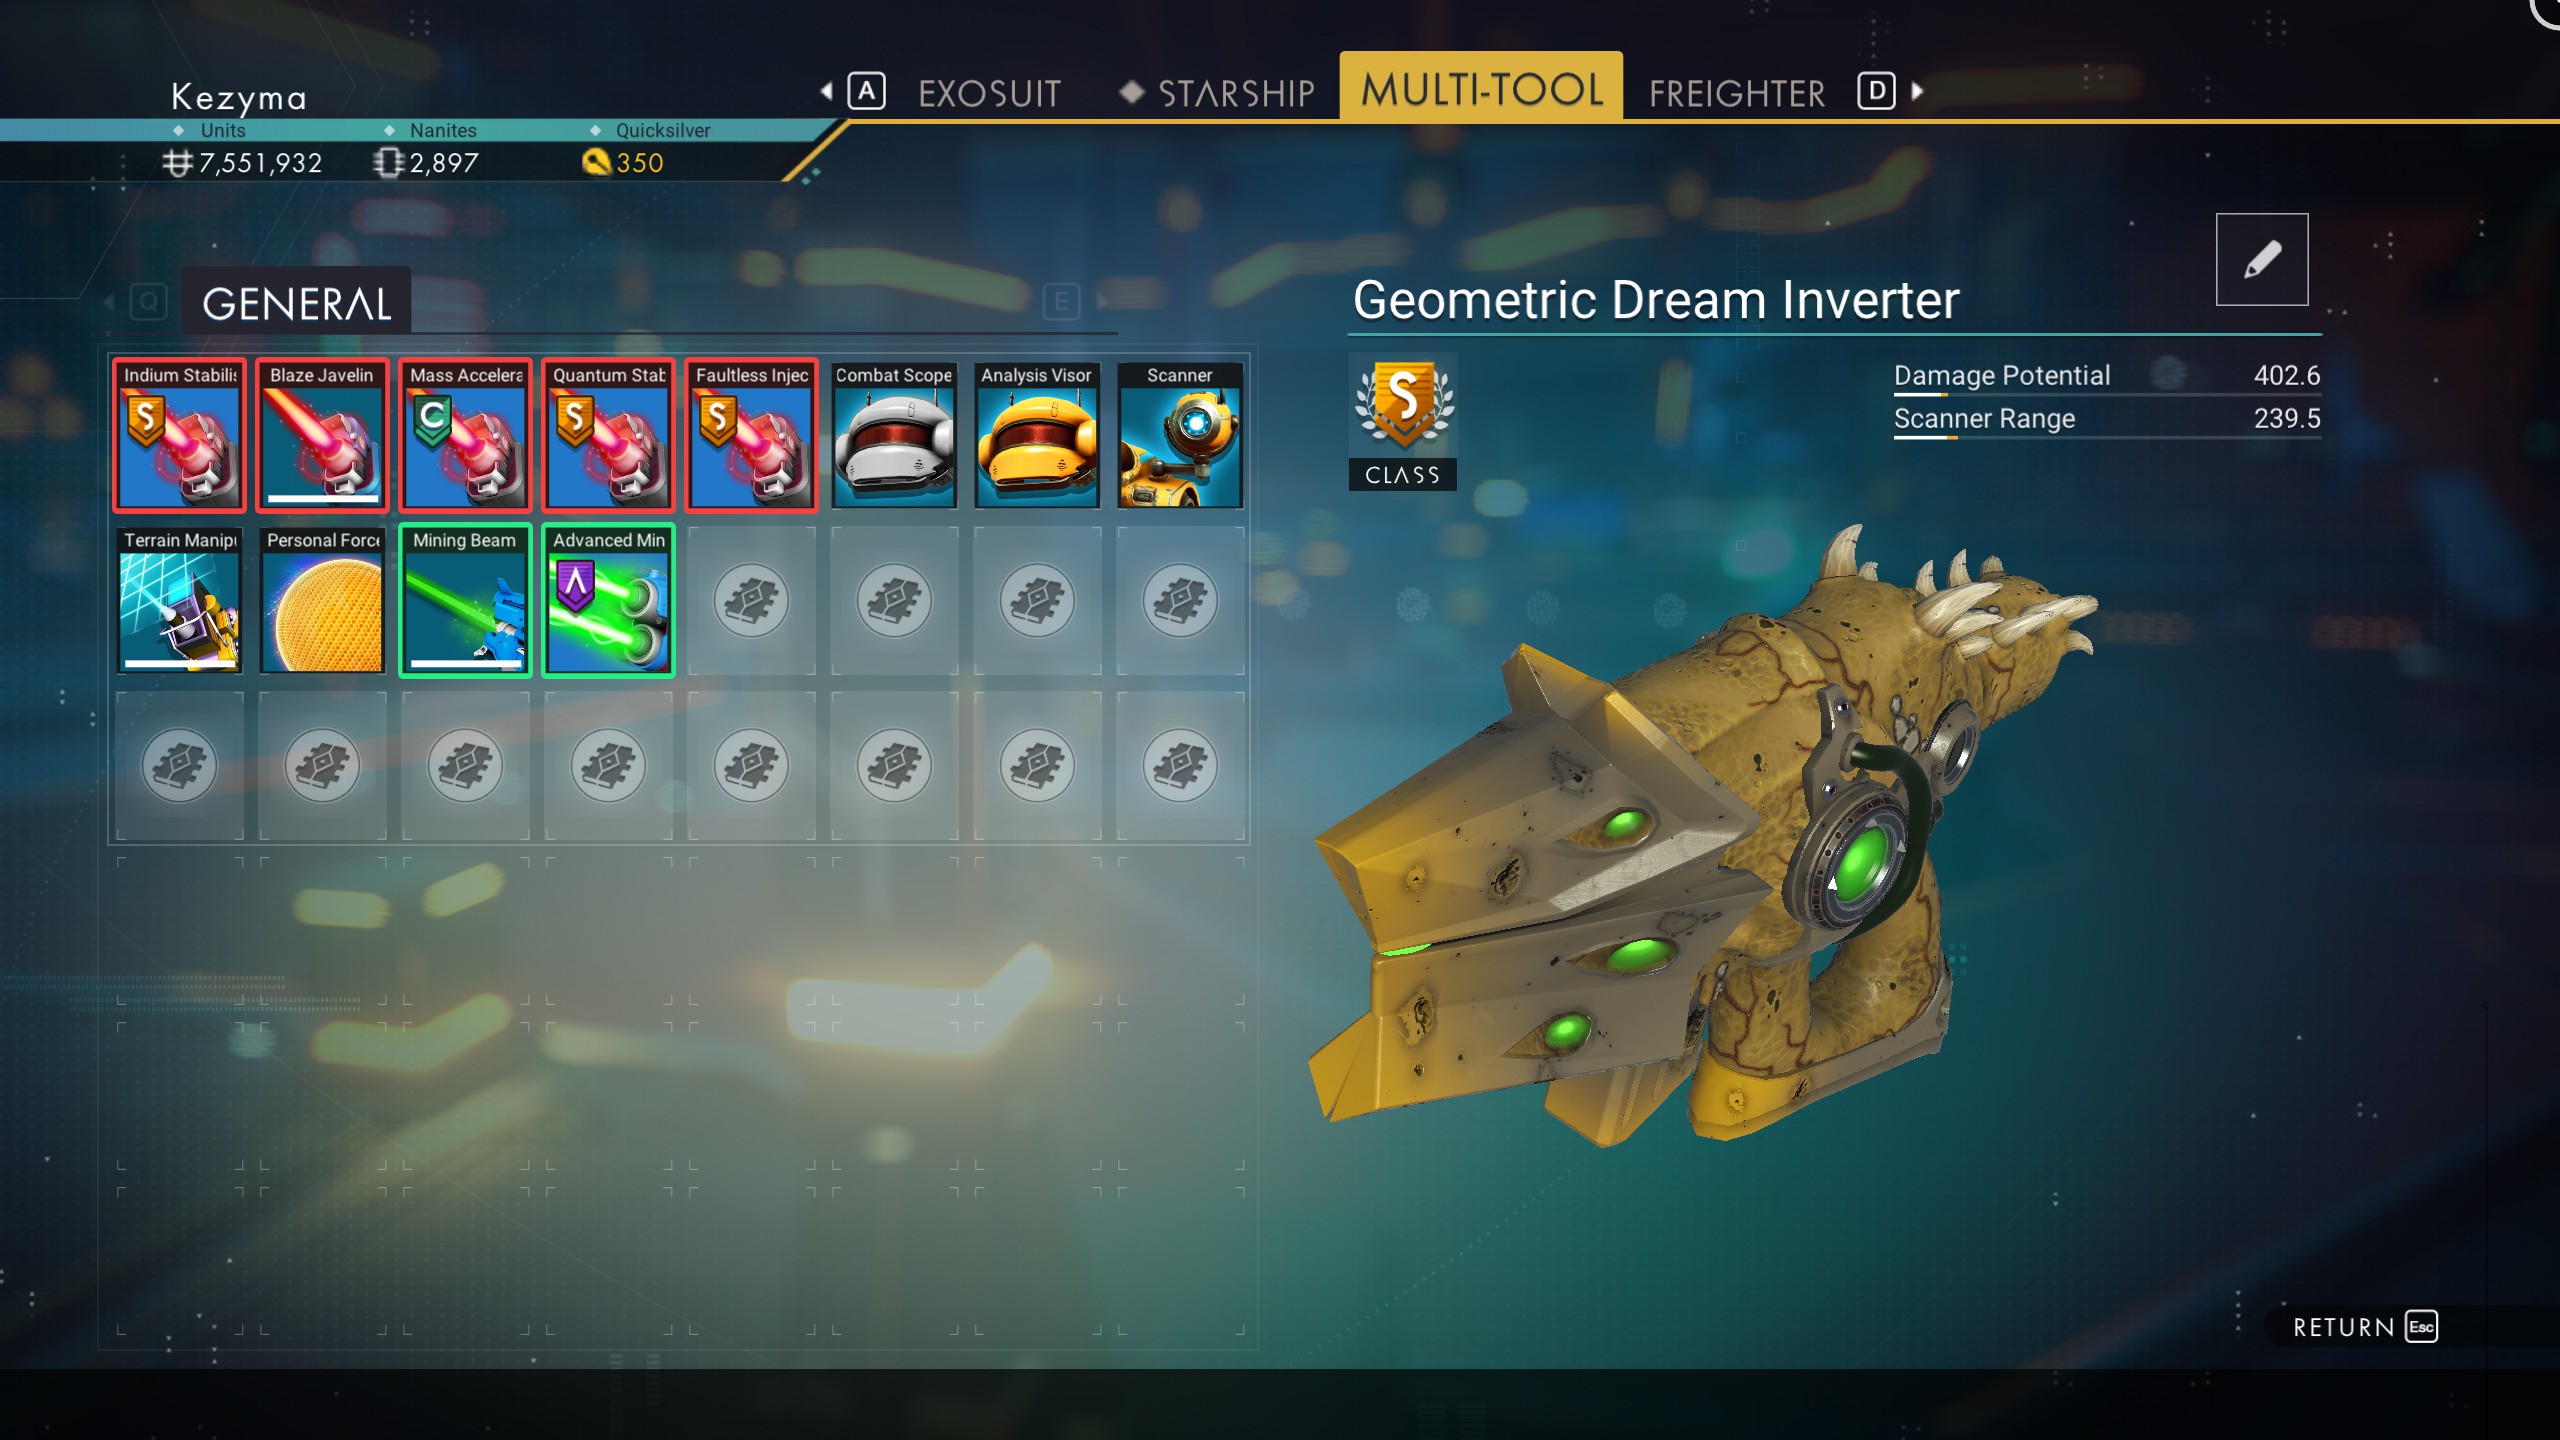 Kezyma
Units Nanites Quicksilver
7,551,932 2,897 350
A EXOSUIT STARSHIP MULTI-TOOL FREIGHTER D
Q GENERAL E
Indium Stabilis Blaze Javelin Mass Accelera Quantum Stab Faultless Injec Combat Scope Analysis Visor Scanner
S C S S
Terrain Manipu Personal Force Mining Beam Advanced Min
Geometric Dream Inverter
S
CLASS
Damage Potential 402.6
Scanner Range 239.5
RETURN Esc